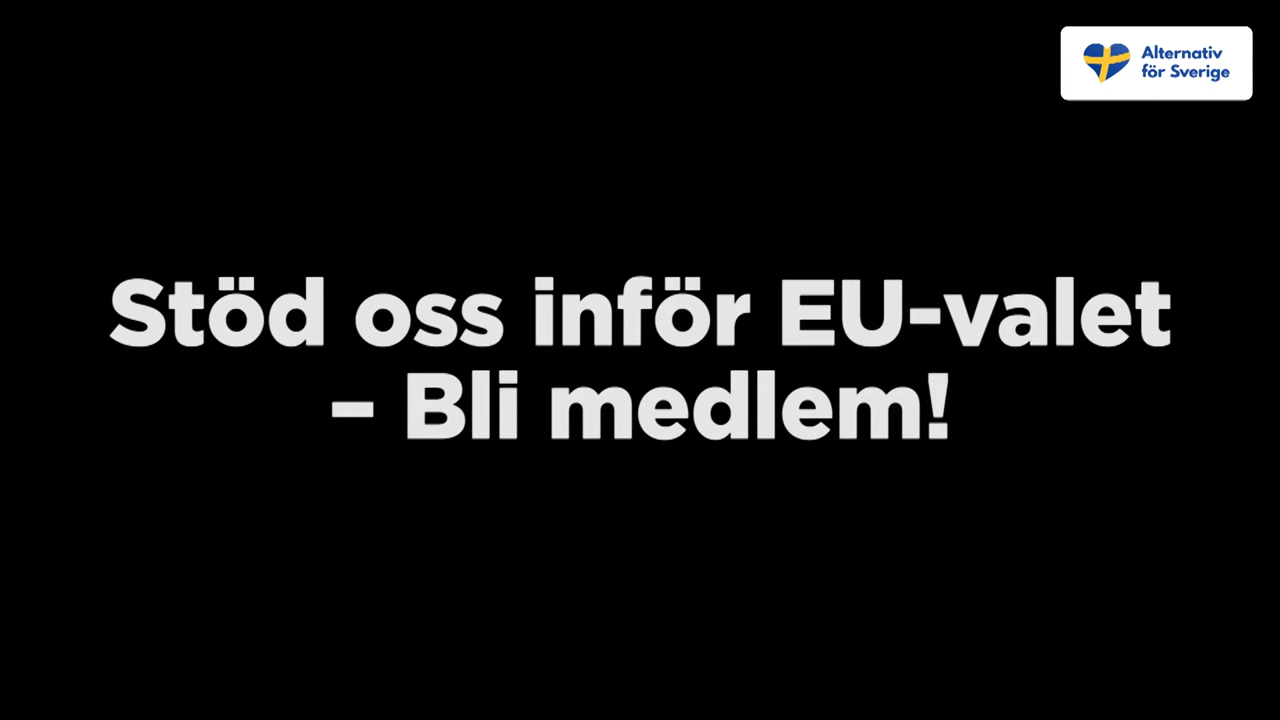 Alternativ
för Sverige
Stöd oss inför EU-valet
– Bli medlem!